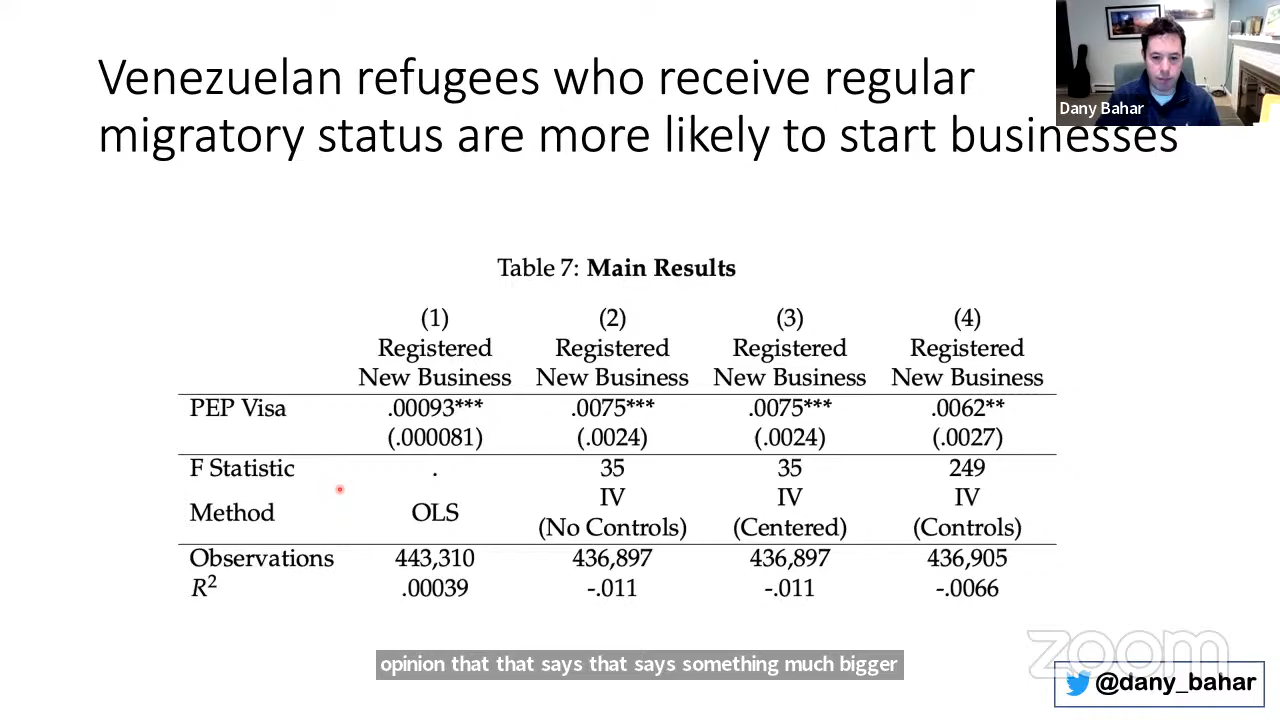 Venezuelan refugees who receive regular
migratory status are more likely to start businesses
Dany Bahar
Table 7: Main Results
(1) (2) (3) (4)
Registered Registered Registered Registered
New Business New Business New Business New Business
PEP Visa .00093*** .0075*** .0075*** .0062**
(.000081) (.0024) (.0024) (.0027)
F Statistic . 35 35 249
Method OLS IV IV IV
(No Controls) (Centered) (Controls)
Observations 443,310 436,897 436,897 436,905
R² .00039 -.011 -.011 -.0066
opinion that that says that says something much bigger
zoom
@dany_bahar